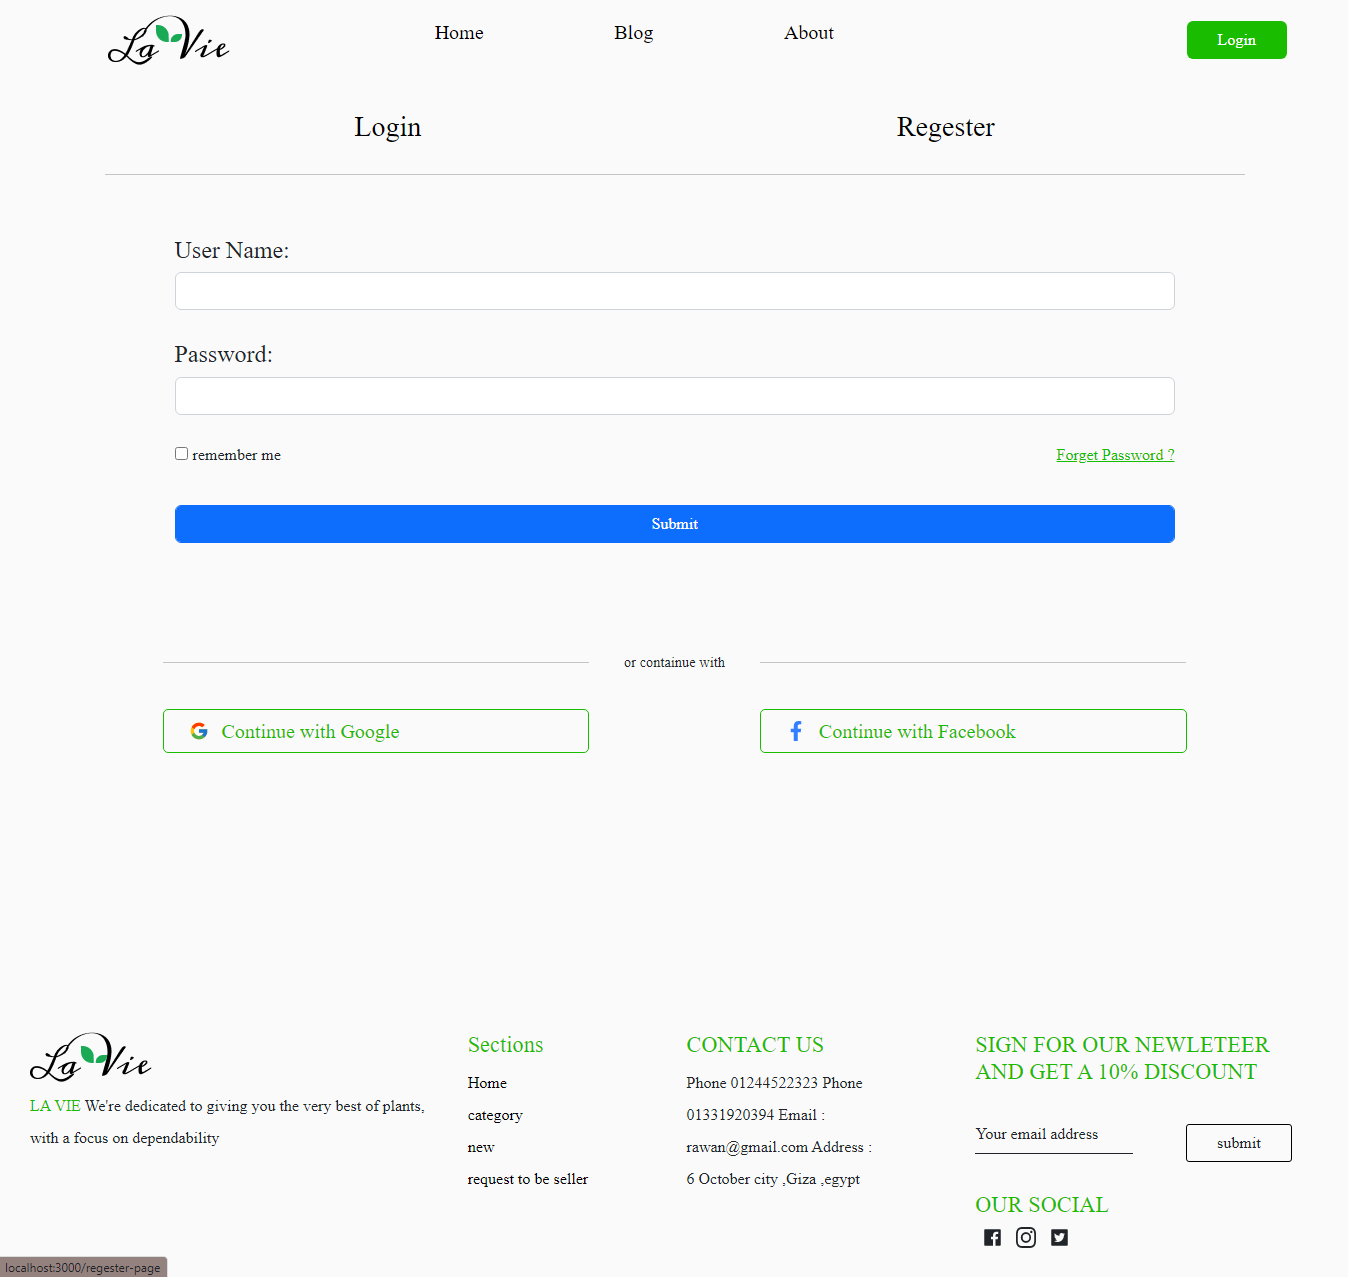 La Vie
Home
Blog
About
Login
Login
Regester
User Name:
Password:
remember me
Forget Password ?
Submit
or containue with
Continue with Google
Continue with Facebook
La Vie
LA VIE We're dedicated to giving you the very best of plants,
with a focus on dependability
Sections
Home
category
new
request to be seller
CONTACT US
Phone 01244522323 Phone
01331920394 Email :
rawan@gmail.com Address :
6 October city ,Giza ,egypt
SIGN FOR OUR NEWLETEER
AND GET A 10% DISCOUNT
Your email address
submit
OUR SOCIAL
localhost:3000/regester-page